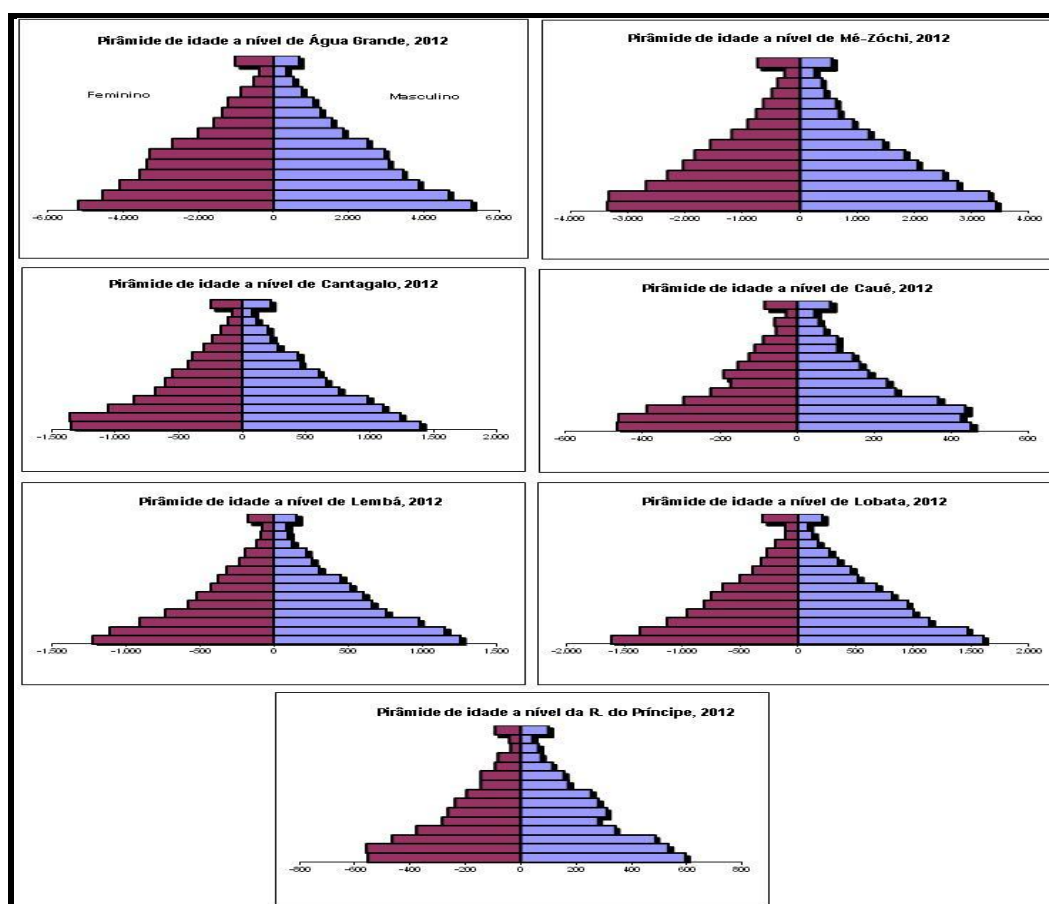 Pirâmide de idade a nível de Água Grande, 2012
Feminino
Masculino
-6.000 -4.000 -2.000 0 2.000 4.000 6.000
Pirâmide de idade a nível de Mé-Zóchi, 2012
-4.000 -3.000 -2.000 -1.000 0 1.000 2.000 3.000 4.000
Pirâmide de idade a nível de Cantagalo, 2012
-1.500 -1.000 -500 0 500 1.000 1.500 2.000
Pirâmide de idade a nível de Caué, 2012
-600 -400 -200 0 200 400 600
Pirâmide de idade a nível de Lembá, 2012
-1.500 -1.000 -500 0 500 1.000 1.500
Pirâmide de idade a nível de Lobata, 2012
-2.000 -1.500 -1.000 -500 0 500 1.000 1.500 2.000
Pirâmide de idade a nível da R. do Príncipe, 2012
-800 -600 -400 -200 0 200 400 600 800